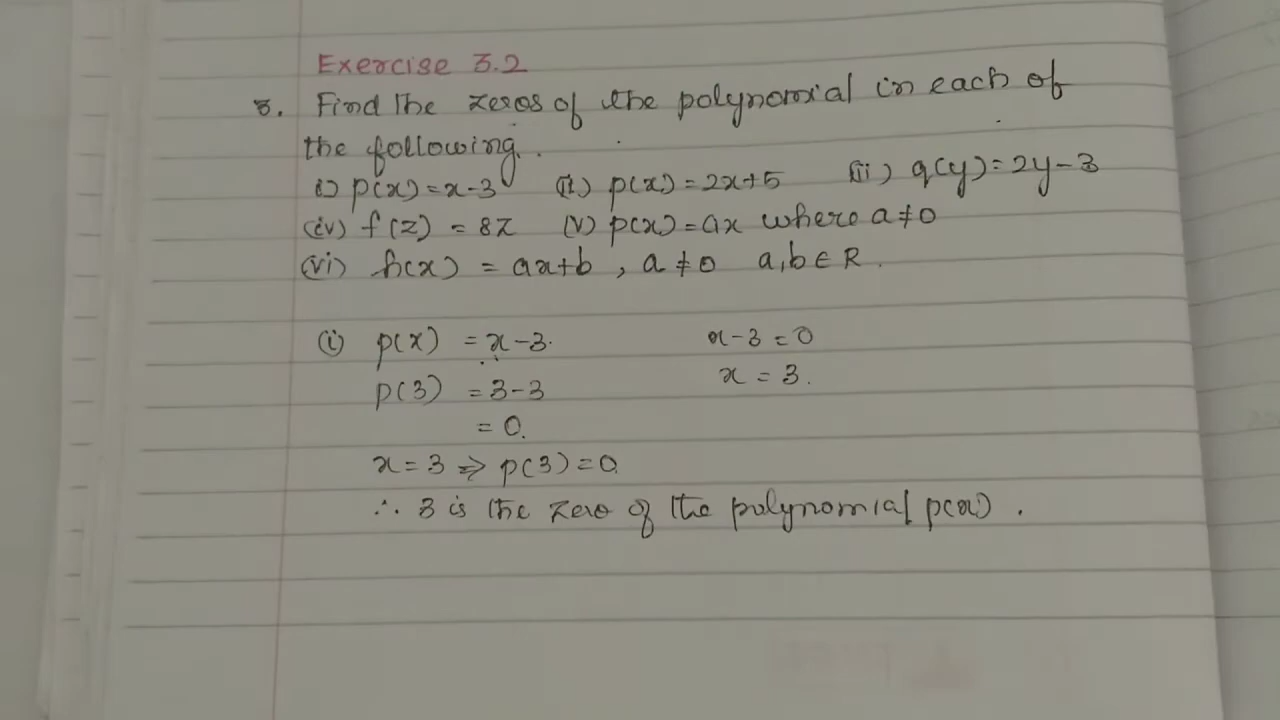 Exercise 3.2
3. Find the zeros of the polynomial in each of
the following.
i) p(x) = x-3 (ii) p(x) = 2x+5 (iii) q(y) = 2y-3
(iv) f(z) = 8z (v) p(x) = ax where a ≠ 0
(vi) h(x) = ax+b , a ≠ 0 a,b ∈ R.
(i) p(x) = x-3. x-3 = 0
p(3) = 3-3 x = 3.
= 0.
x = 3 ⇒ p(3) = 0
∴ 3 is the zero of the polynomial p(x) .